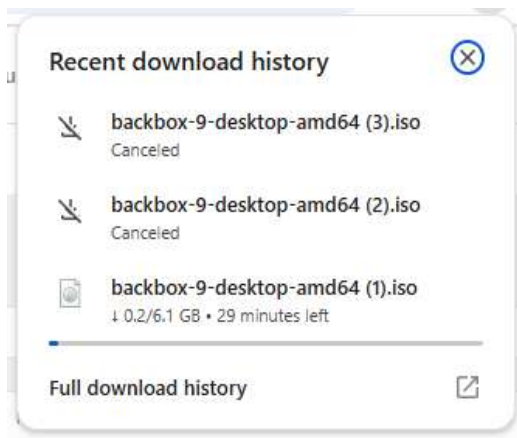 Recent download history
backbox-9-desktop-amd64 (3).iso
Canceled
backbox-9-desktop-amd64 (2).iso
Canceled
backbox-9-desktop-amd64 (1).iso
↓ 0.2/6.1 GB • 29 minutes left
Full download history